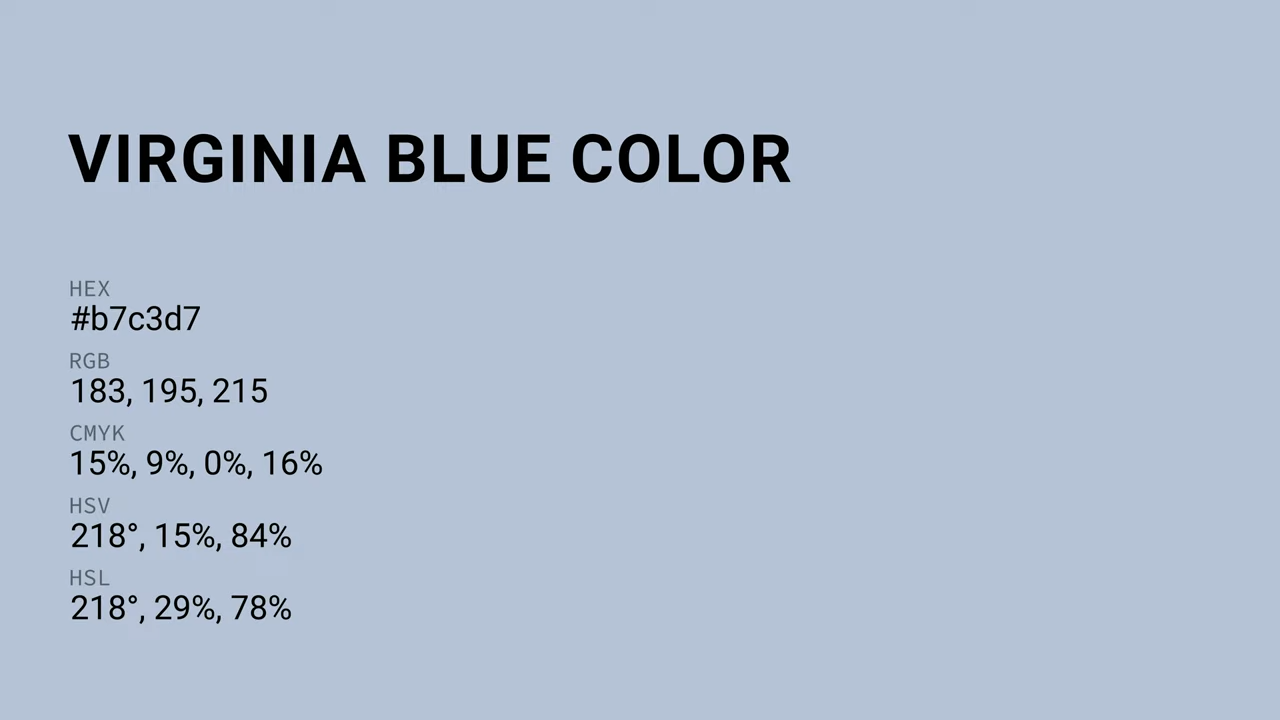 VIRGINIA BLUE COLOR
HEX
#b7c3d7
RGB
183, 195, 215
CMYK
15%, 9%, 0%, 16%
HSV
218°, 15%, 84%
HSL
218°, 29%, 78%